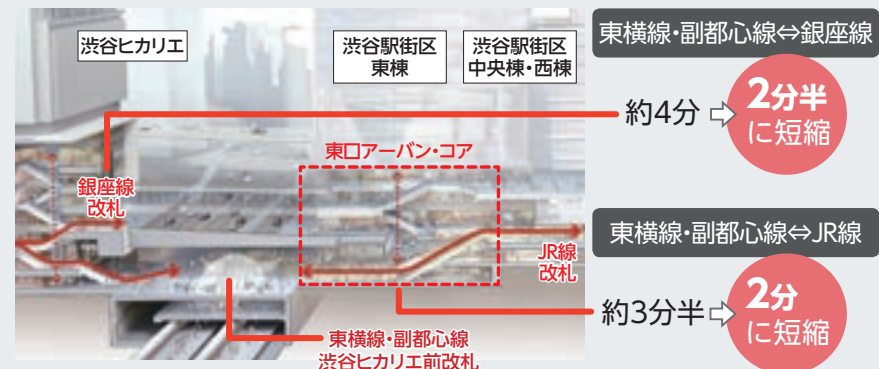 渋谷ヒカリエ
渋谷駅街区
東棟
渋谷駅街区
中央棟・西棟
東横線・副都心線⇔銀座線
約4分⇨
2分半
に短縮
東口アーバン・コア
銀座線
改札
JR線
改札
東横線・副都心線⇔JR線
約3分半⇨
2分
に短縮
東横線・副都心線
渋谷ヒカリエ前改札